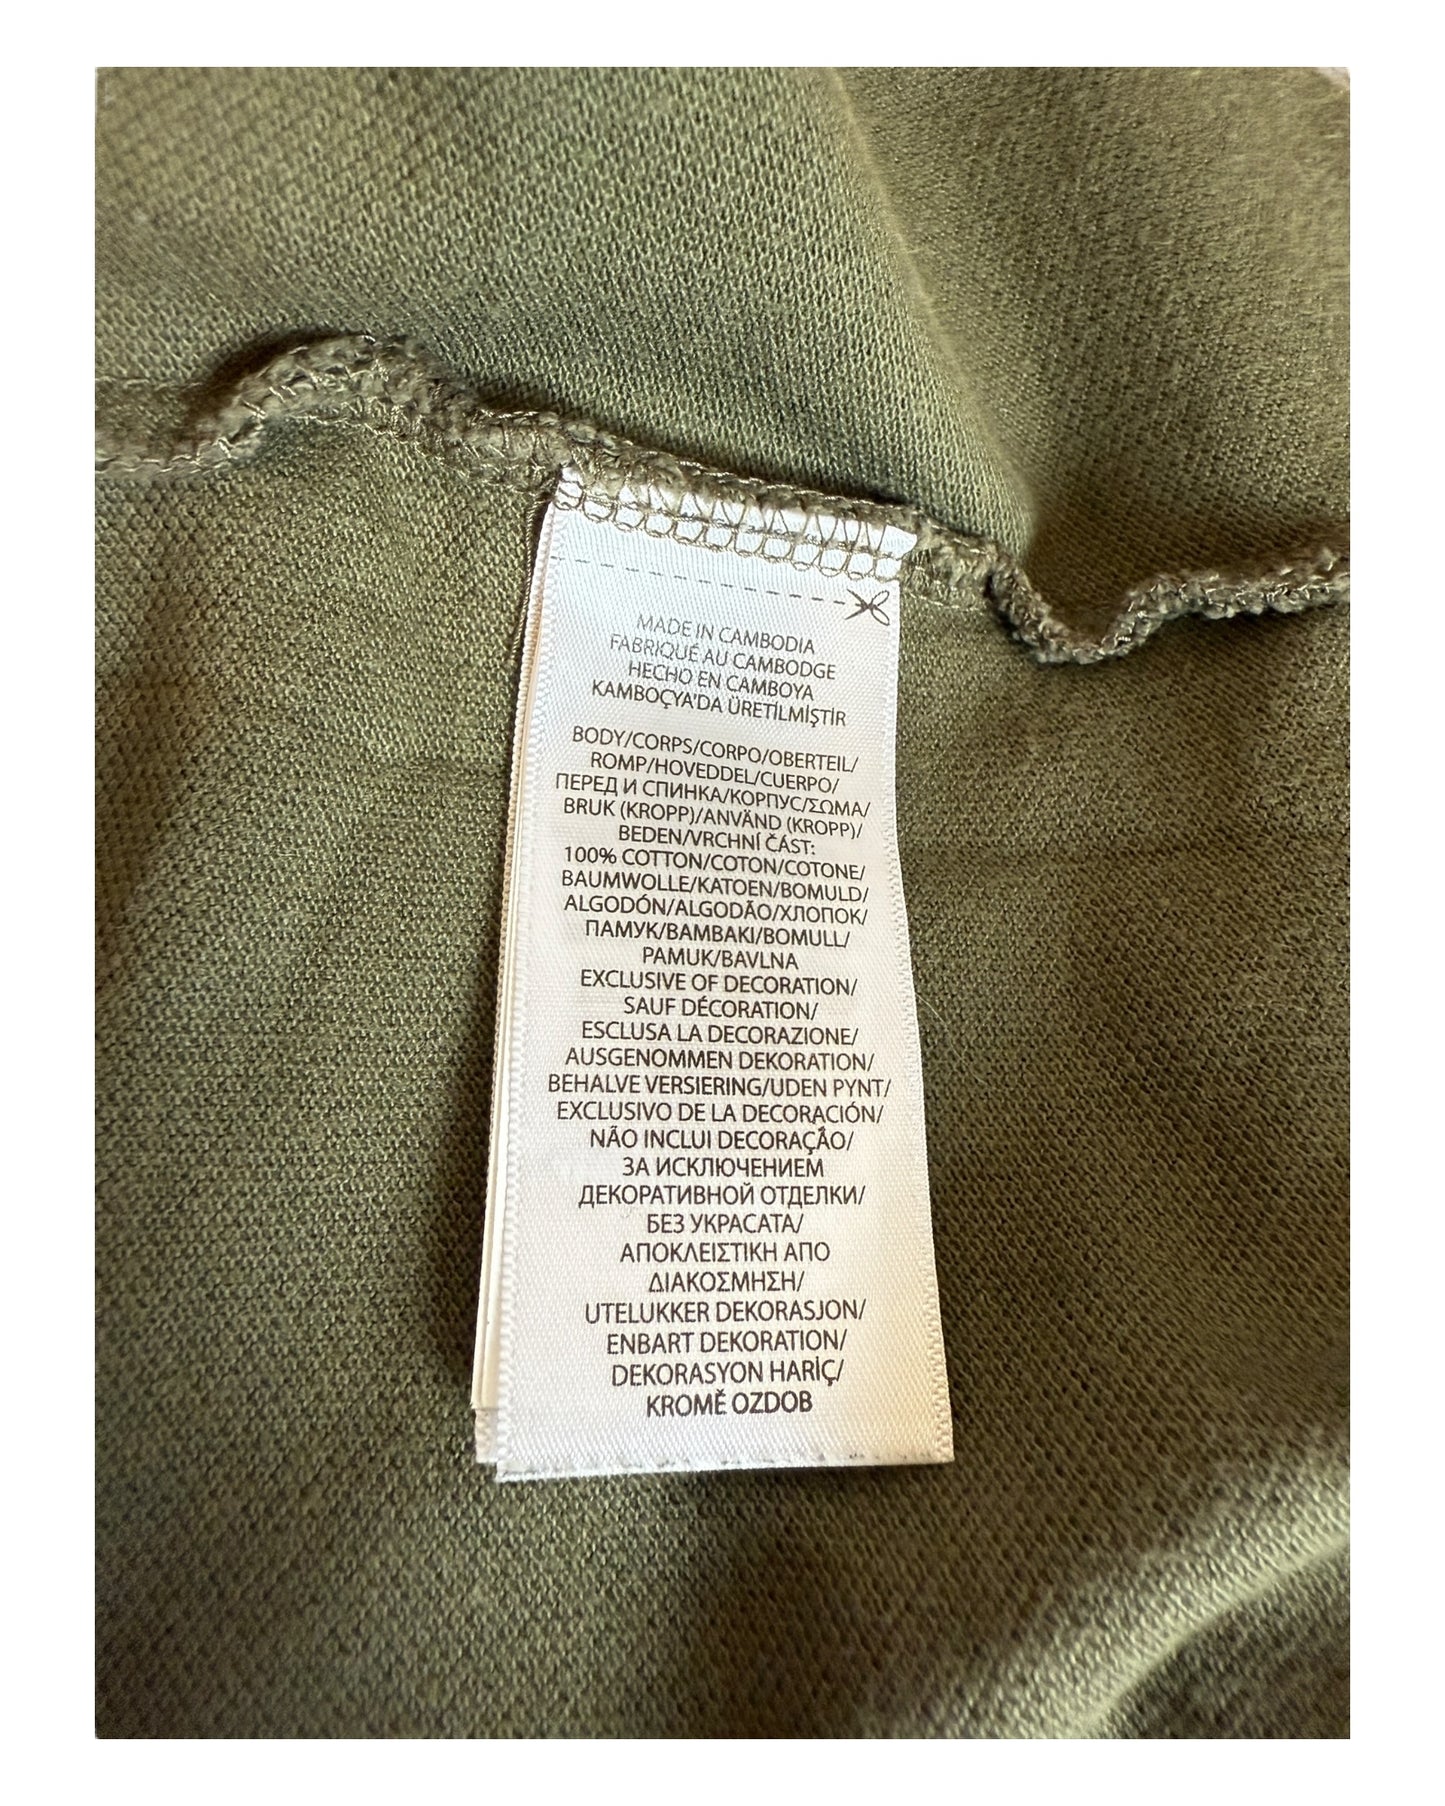 MADE IN CAMBODIA
FABRIQUÉ AU CAMBODGE
HECHO EN CAMBOYA
KAMBOÇYA'DA ÜRETİLMİŞTİR
BODY/CORPS/CORPO/OBERTEIL/
ROMP/HOVEDDEL/CUERPO/
ПЕРЕД И СПИНКА/КОРПУС/ΣΩΜΑ/
BRUK (KROPP)/ANVÄND (KROPP)/
BEDEN/VRCHNÍ ČÁST:
100% COTTON/COTON/COTONE/
BAUMWOLLE/KATOEN/BOMULD/
ALGODÓN/ALGODÃO/ХЛОПОК/
ПАМУК/ΒΑΜΒΑΚΙ/BOMULL/
PAMUK/BAVLNA
EXCLUSIVE OF DECORATION/
SAUF DÉCORATION/
ESCLUSA LA DECORAZIONE/
AUSGENOMMEN DEKORATION/
BEHALVE VERSIERING/UDEN PYNT/
EXCLUSIVO DE LA DECORACIÓN/
NÃO INCLUI DECORAÇÃO/
ЗА ИСКЛЮЧЕНИЕМ
ДЕКОРАТИВНОЙ ОТДЕЛКИ/
БЕЗ УКРАСАТА/
ΑΠΟΚΛΕΙΣΤΙΚΗ ΑΠΟ
ΔΙΑΚΟΣΜΗΣΗ/
UTELUKKER DEKORASJON/
ENBART DEKORATION/
DEKORASYON HARİÇ/
KROMĚ OZDOB